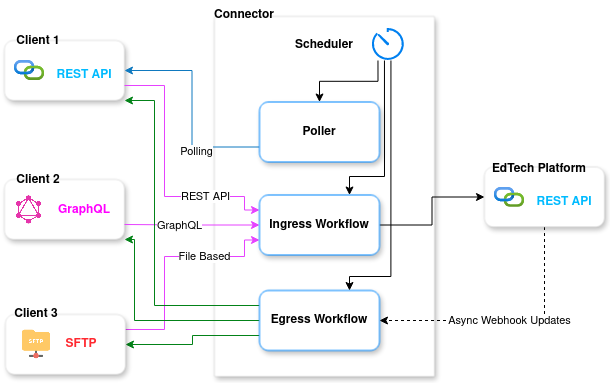 Connector
Client 1
Scheduler
REST API
Poller
Polling
EdTech Platform
Client 2
REST API
REST API
GraphQL
GraphQL
Ingress Workflow
File Based
Client 3
Egress Workflow
Async Webhook Updates
SFTP
SFTP